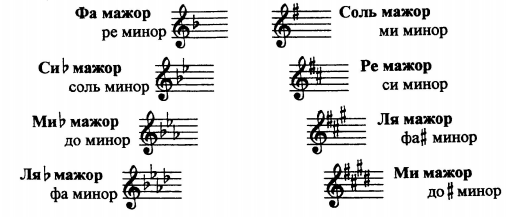 Фа мажор
ре минор
Соль мажор
ми минор
Си♭ мажор
соль минор
Ре мажор
си минор
Ми♭ мажор
до минор
Ля мажор
фа♯ минор
Ля♭ мажор
фа минор
Ми мажор
до♯ минор